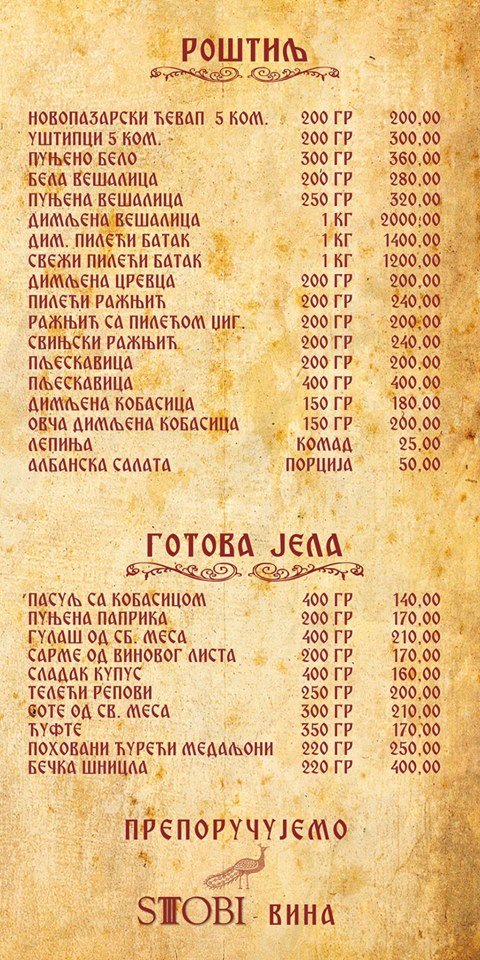 РОШТИЉ
НОВОПАЗАРСКИ ЋЕВАП 5 КОМ. 200 ГР 200,00
УШТИПЦИ 5 КОМ. 200 ГР 300,00
ПУЊЕНО БЕЛО 300 ГР 360,00
БЕЛА ВЕШАЛИЦА 200 ГР 280,00
ПУЊЕНА ВЕШАЛИЦА 250 ГР 320,00
ДИМЉЕНА ВЕШАЛИЦА 1 КГ 2000,00
ДИМ. ПИЛЕЋИ БАТАК 1 КГ 1400,00
СВЕЖИ ПИЛЕЋИ БАТАК 1 КГ 1200,00
ДИМЉЕНА ЦРЕВЦА 200 ГР 200,00
ПИЛЕЋИ РАЖЊИЋ 200 ГР 240,00
РАЖЊИЋ СА ПИЛЕЋОМ ЏИГ. 200 ГР 200,00
СВИЊСКИ РАЖЊИЋ 200 ГР 240,00
ПЉЕСКАВИЦА 200 ГР 200,00
ПЉЕСКАВИЦА 400 ГР 400,00
ДИМЉЕНА КОБАСИЦА 150 ГР 180,00
ОВЧА ДИМЉЕНА КОБАСИЦА 150 ГР 200,00
ЛЕПИЊА КОМАД 25,00
АЛБАНСКА САЛАТА ПОРЦИЈА 50,00
ГОТОВА ЈЕЛА
ПАСУЉ СА КОБАСИЦОМ 400 ГР 140,00
ПУЊЕНА ПАПРИКА 200 ГР 170,00
ГУЛАШ ОД СВ. МЕСА 400 ГР 210,00
САРМЕ ОД ВИНОВОГ ЛИСТА 200 ГР 170,00
СЛАДАК КУПУС 400 ГР 160,00
ТЕЛЕЋИ РЕПОВИ 250 ГР 200,00
СОТЕ ОД СВ. МЕСА 300 ГР 210,00
ЋУФТЕ 350 ГР 170,00
ПОХОВАНИ ЋУРЕЋИ МЕДАЉОНИ 220 ГР 250,00
БЕЧКА ШНИЦЛА 220 ГР 400,00
ПРЕПОРУЧУЈЕМО
STOBI - ВИНА